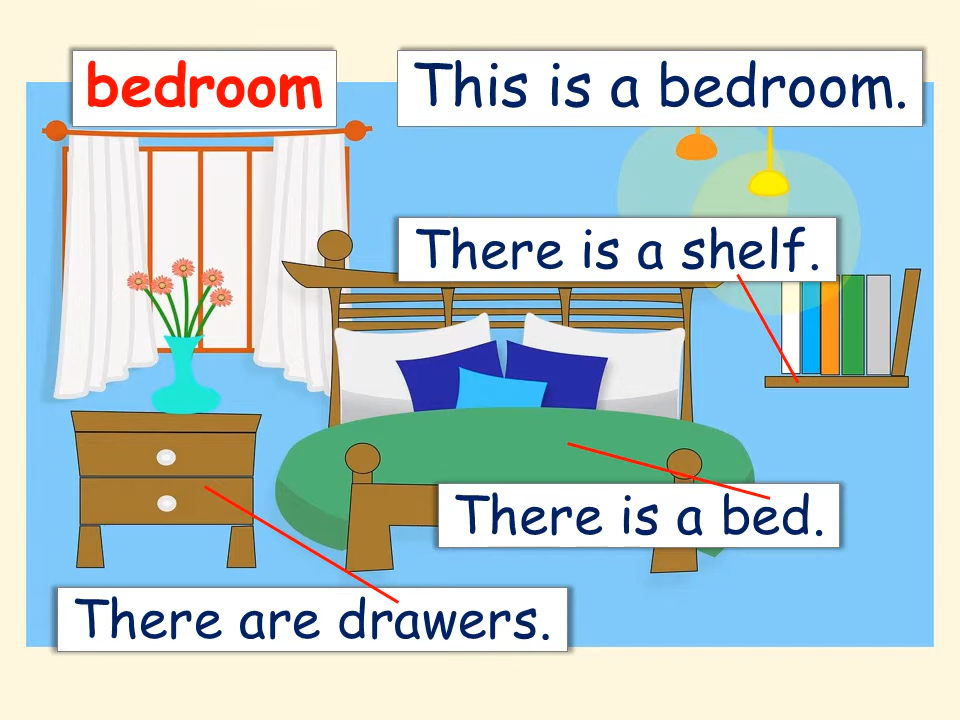 bedroom
This is a bedroom.
There is a shelf.
There is a bed.
There are drawers.